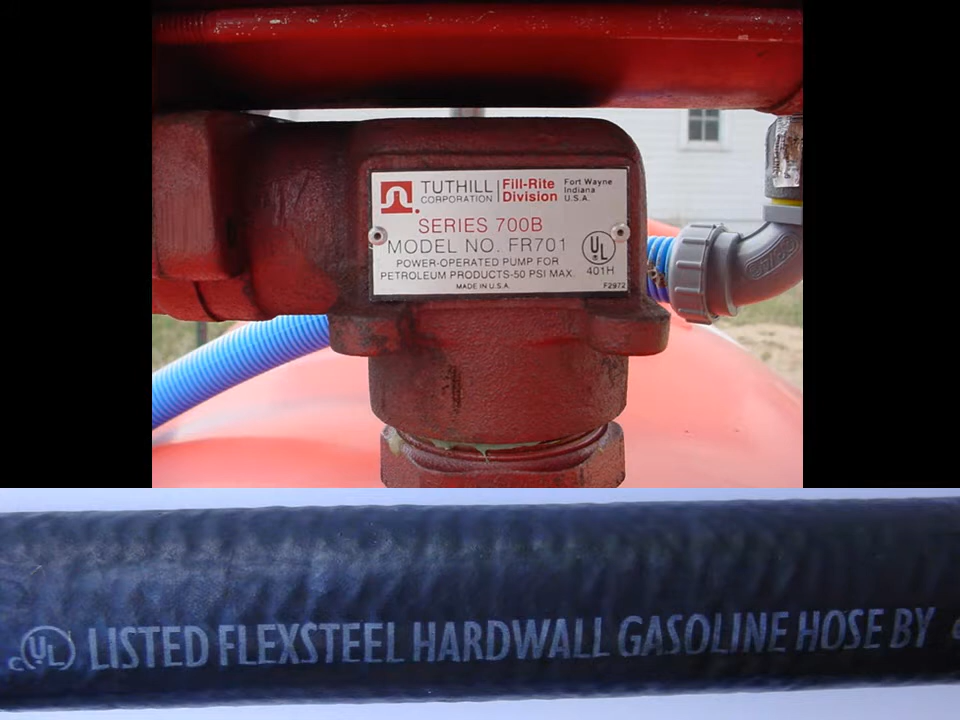 TUTHILL
CORPORATION
Fill-Rite
Division
Fort Wayne
Indiana
U.S.A.
SERIES 700B
MODEL NO. FR701
POWER-OPERATED PUMP FOR
PETROLEUM PRODUCTS-50 PSI MAX.
MADE IN U.S.A.
UL
401H
F2972
c UL LISTED FLEXSTEEL HARDWALL GASOLINE HOSE BY